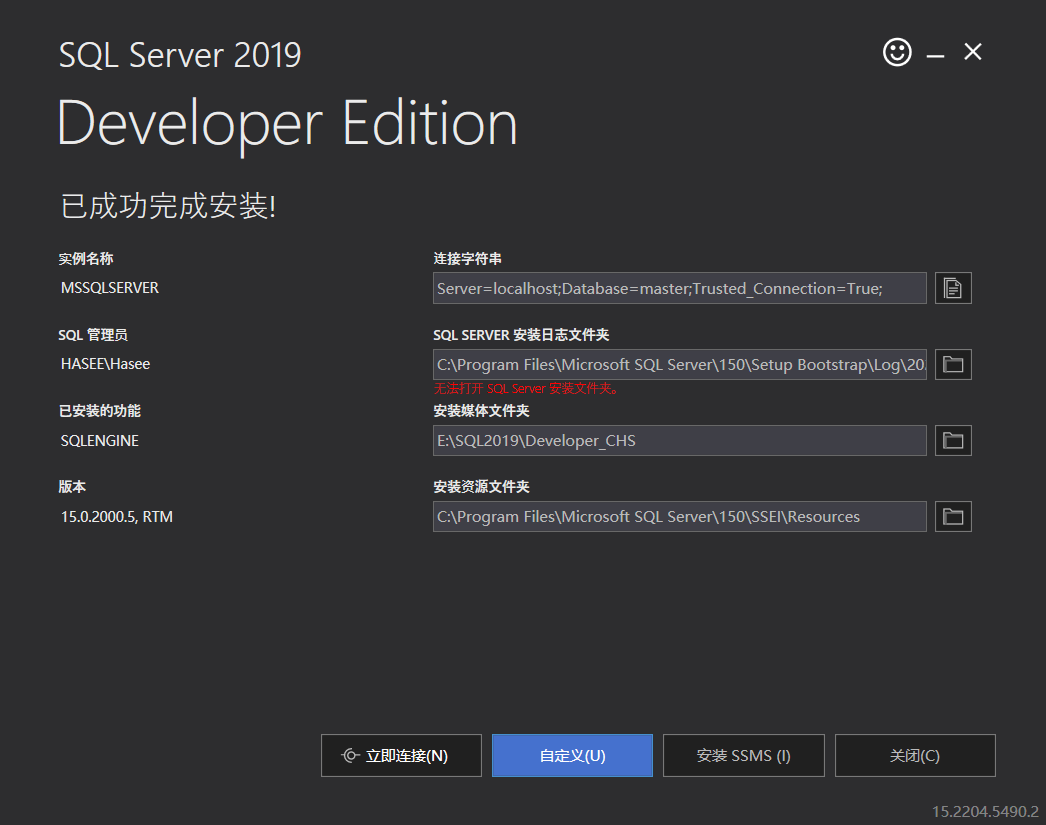 SQL Server 2019
Developer Edition
已成功完成安装!
实例名称
MSSQLSERVER
连接字符串
Server=localhost;Database=master;Trusted_Connection=True;
SQL 管理员
HASEE\Hasee
SQL SERVER 安装日志文件夹
C:\Program Files\Microsoft SQL Server\150\Setup Bootstrap\Log\20
无法打开 SQL Server 安装文件夹。
已安装的功能
SQLENGINE
安装媒体文件夹
E:\SQL2019\Developer_CHS
版本
15.0.2000.5, RTM
安装资源文件夹
C:\Program Files\Microsoft SQL Server\150\SSEI\Resources
立即连接(N)
自定义(U)
安装 SSMS (I)
关闭(C)
15.2204.5490.2